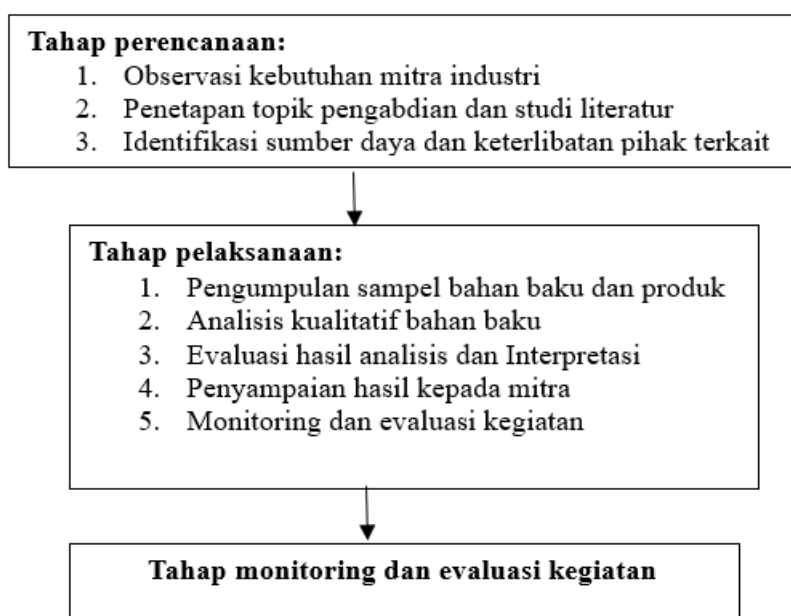 Tahap perencanaan:
1. Observasi kebutuhan mitra industri
2. Penetapan topik pengabdian dan studi literatur
3. Identifikasi sumber daya dan keterlibatan pihak terkait
Tahap pelaksanaan:
1. Pengumpulan sampel bahan baku dan produk
2. Analisis kualitatif bahan baku
3. Evaluasi hasil analisis dan Interpretasi
4. Penyampaian hasil kepada mitra
5. Monitoring dan evaluasi kegiatan
Tahap monitoring dan evaluasi kegiatan